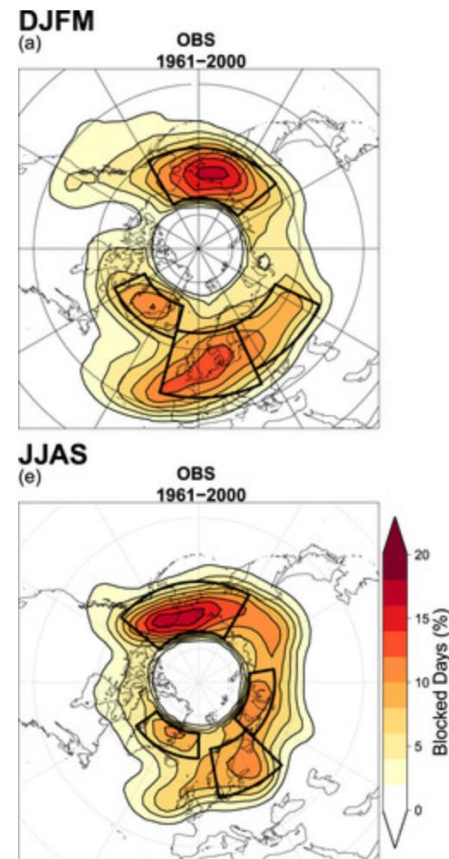 DJFM
(a)
OBS
1961−2000
JJAS
(e)
OBS
1961−2000
20
15
10
5
0
Blocked Days (%)